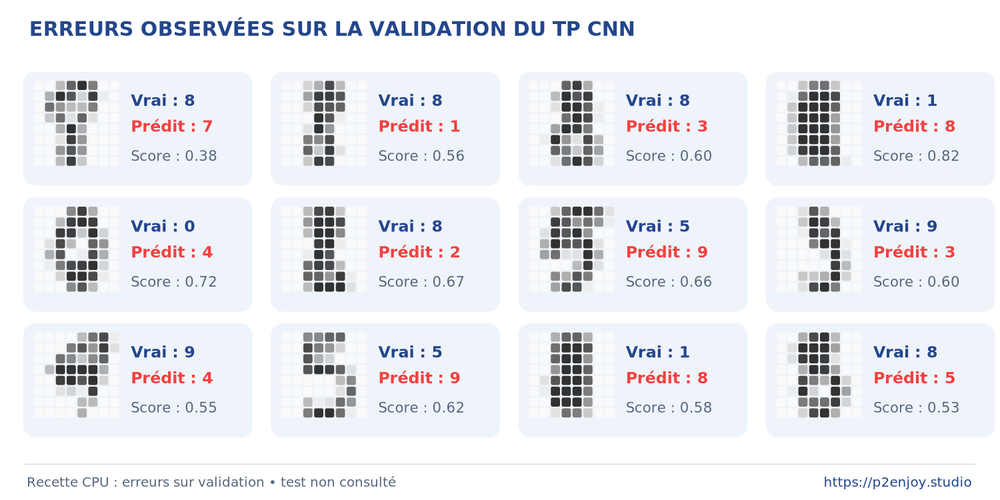 ERREURS OBSERVÉES SUR LA VALIDATION DU TP CNN
Vrai : 8
Prédit : 7
Score : 0.38
Vrai : 8
Prédit : 1
Score : 0.56
Vrai : 8
Prédit : 3
Score : 0.60
Vrai : 1
Prédit : 8
Score : 0.82
Vrai : 0
Prédit : 4
Score : 0.72
Vrai : 8
Prédit : 2
Score : 0.67
Vrai : 5
Prédit : 9
Score : 0.66
Vrai : 9
Prédit : 3
Score : 0.60
Vrai : 9
Prédit : 4
Score : 0.55
Vrai : 5
Prédit : 9
Score : 0.62
Vrai : 1
Prédit : 8
Score : 0.58
Vrai : 8
Prédit : 5
Score : 0.53
Recette CPU : erreurs sur validation • test non consulté
https://p2enjoy.studio